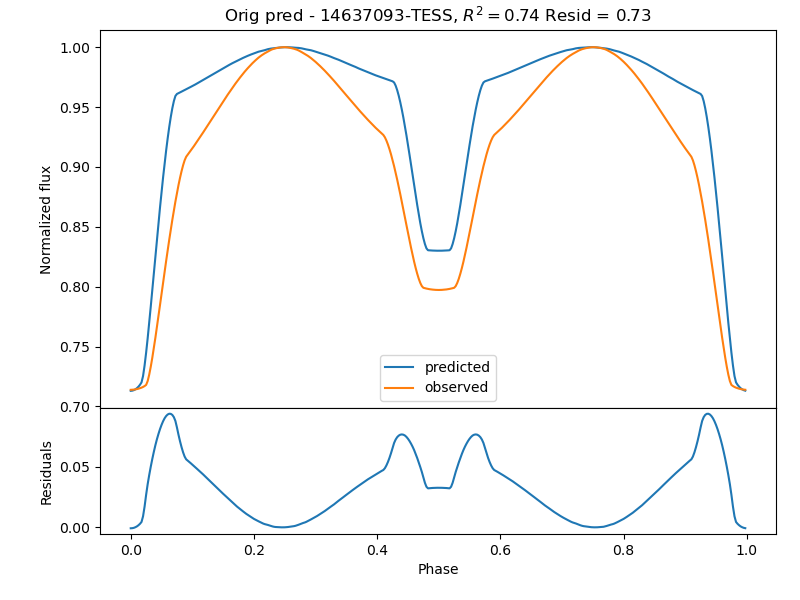 Orig pred - 14637093-TESS, R² = 0.74 Resid = 0.73
1.00
0.95
0.90
0.85
0.80
0.75
0.70
Normalized flux
predicted
observed
0.05
0.00
Residuals
0.0 0.2 0.4 0.6 0.8 1.0
Phase